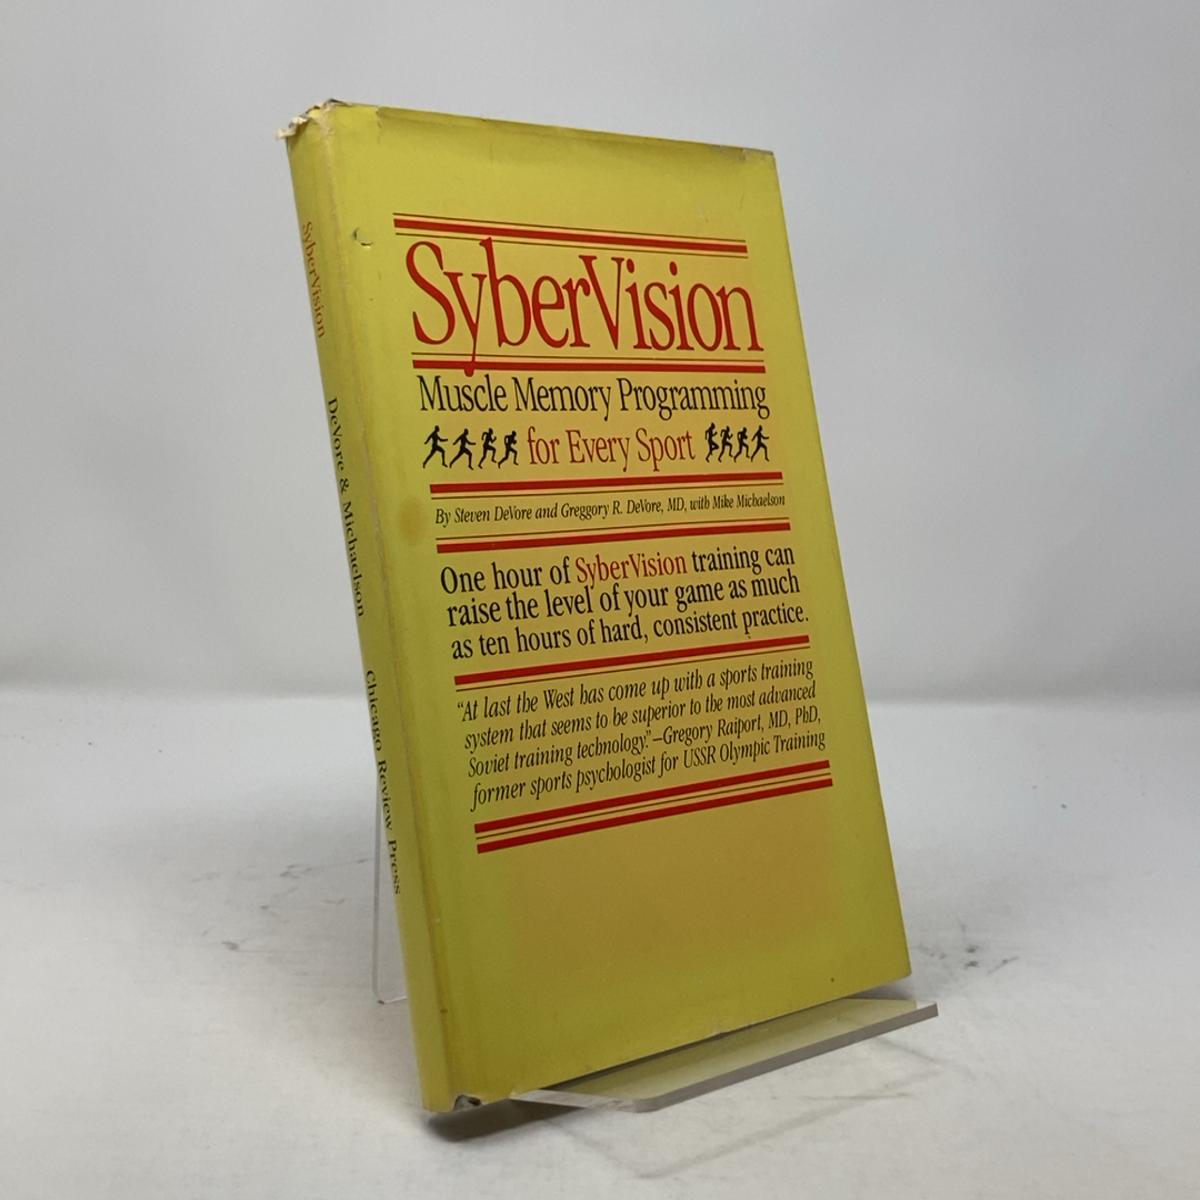 SyberVision
DeVore & Michaelson
Chicago Review Press
SyberVision
Muscle Memory Programming
for Every Sport
By Steven DeVore and Greggory R. DeVore, MD, with Mike Michaelson
One hour of SyberVision training can
raise the level of your game as much
as ten hours of hard, consistent practice.
"At last the West has come up with a sports training
system that seems to be superior to the most advanced
Soviet training technology."—Gregory Raiport, MD, PhD,
former sports psychologist for USSR Olympic Training